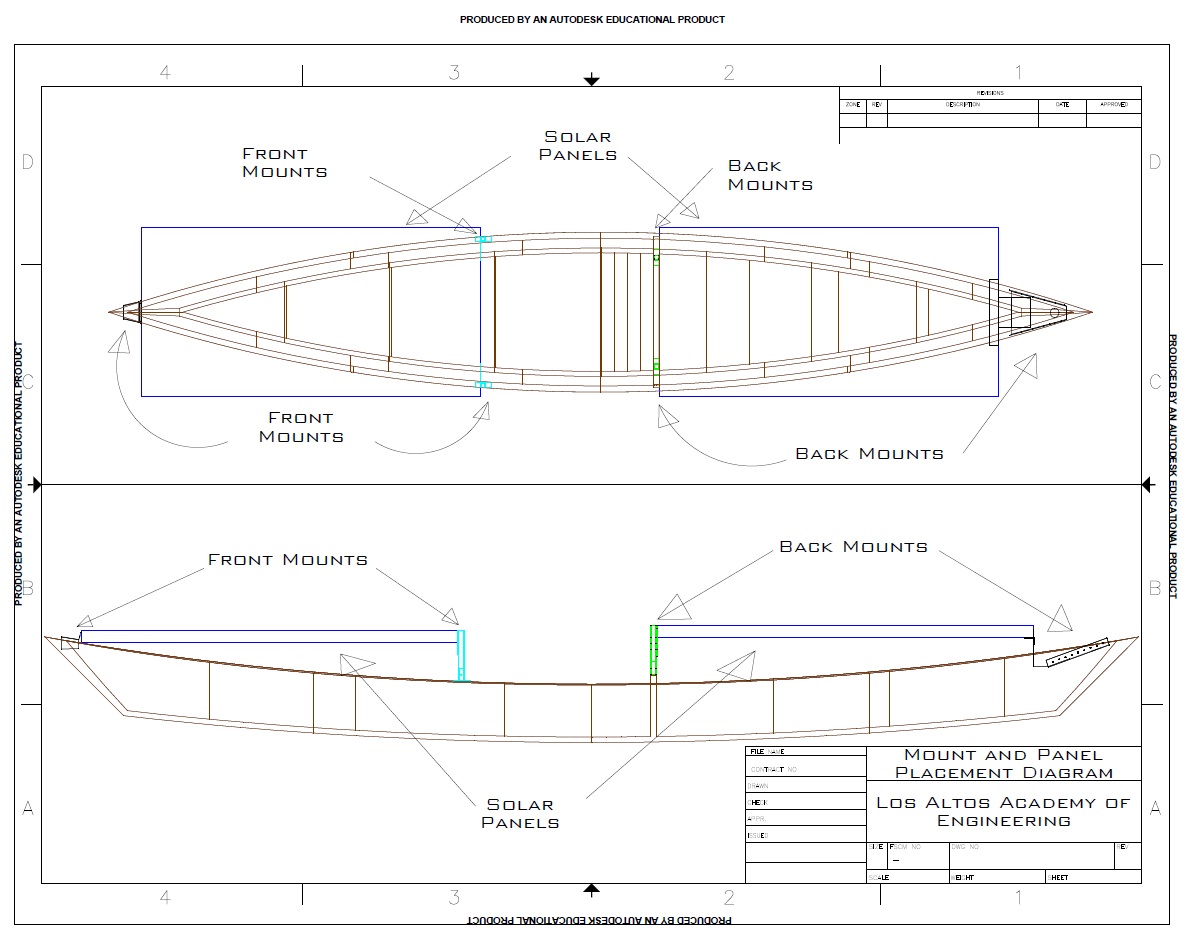 PRODUCED BY AN AUTODESK EDUCATIONAL PRODUCT
4 3 2 1
REVISIONS
ZONE REV DESCRIPTION DATE APPROVED
D D
SOLAR
PANELS
FRONT
MOUNTS
BACK
MOUNTS
PRODUCED BY AN AUTODESK EDUCATIONAL PRODUCT
PRODUCED BY AN AUTODESK EDUCATIONAL PRODUCT
C C
FRONT
MOUNTS
BACK MOUNTS
FRONT MOUNTS
BACK MOUNTS
B B
SOLAR
PANELS
A A
FILE NAME
CONTRACT NO
DRAWN
CHECK
APPR.
ISSUED
MOUNT AND PANEL
PLACEMENT DIAGRAM
LOS ALTOS ACADEMY OF
ENGINEERING
SIZE FSCM NO DWG NO REV
–
SCALE WEIGHT SHEET
4 3 2 1
PRODUCED BY AN AUTODESK EDUCATIONAL PRODUCT